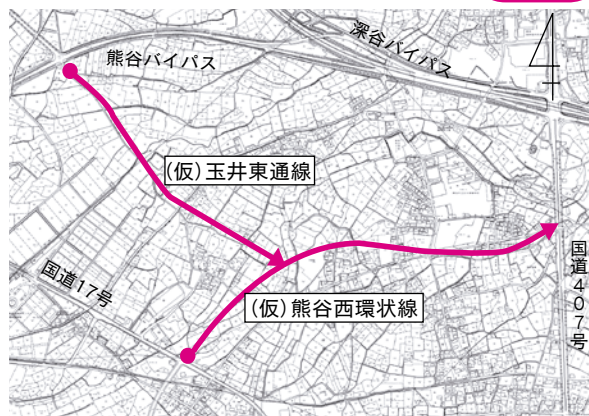 深谷バイパス
熊谷バイパス
(仮)玉井東通線
国道17号
(仮)熊谷西環状線
国道407号